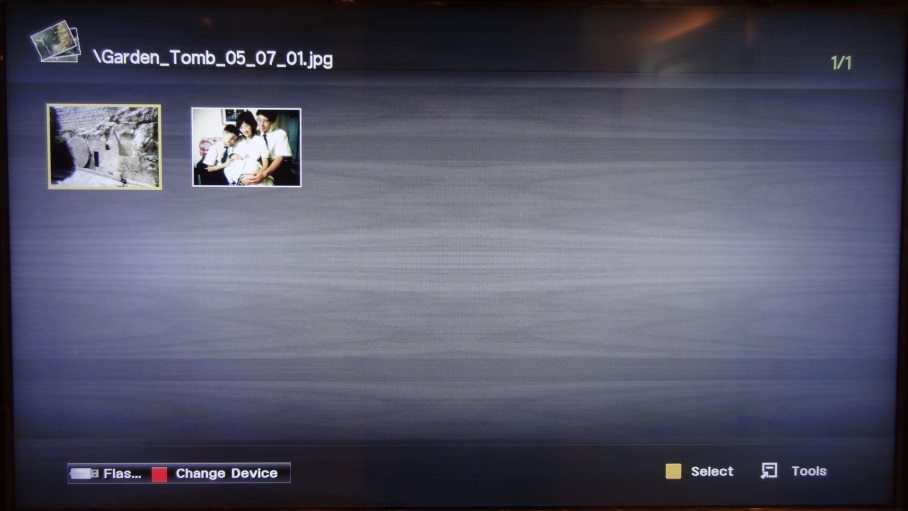 \Garden_Tomb_05_07_01.jpg
1/1
Flas... Change Device
Select Tools